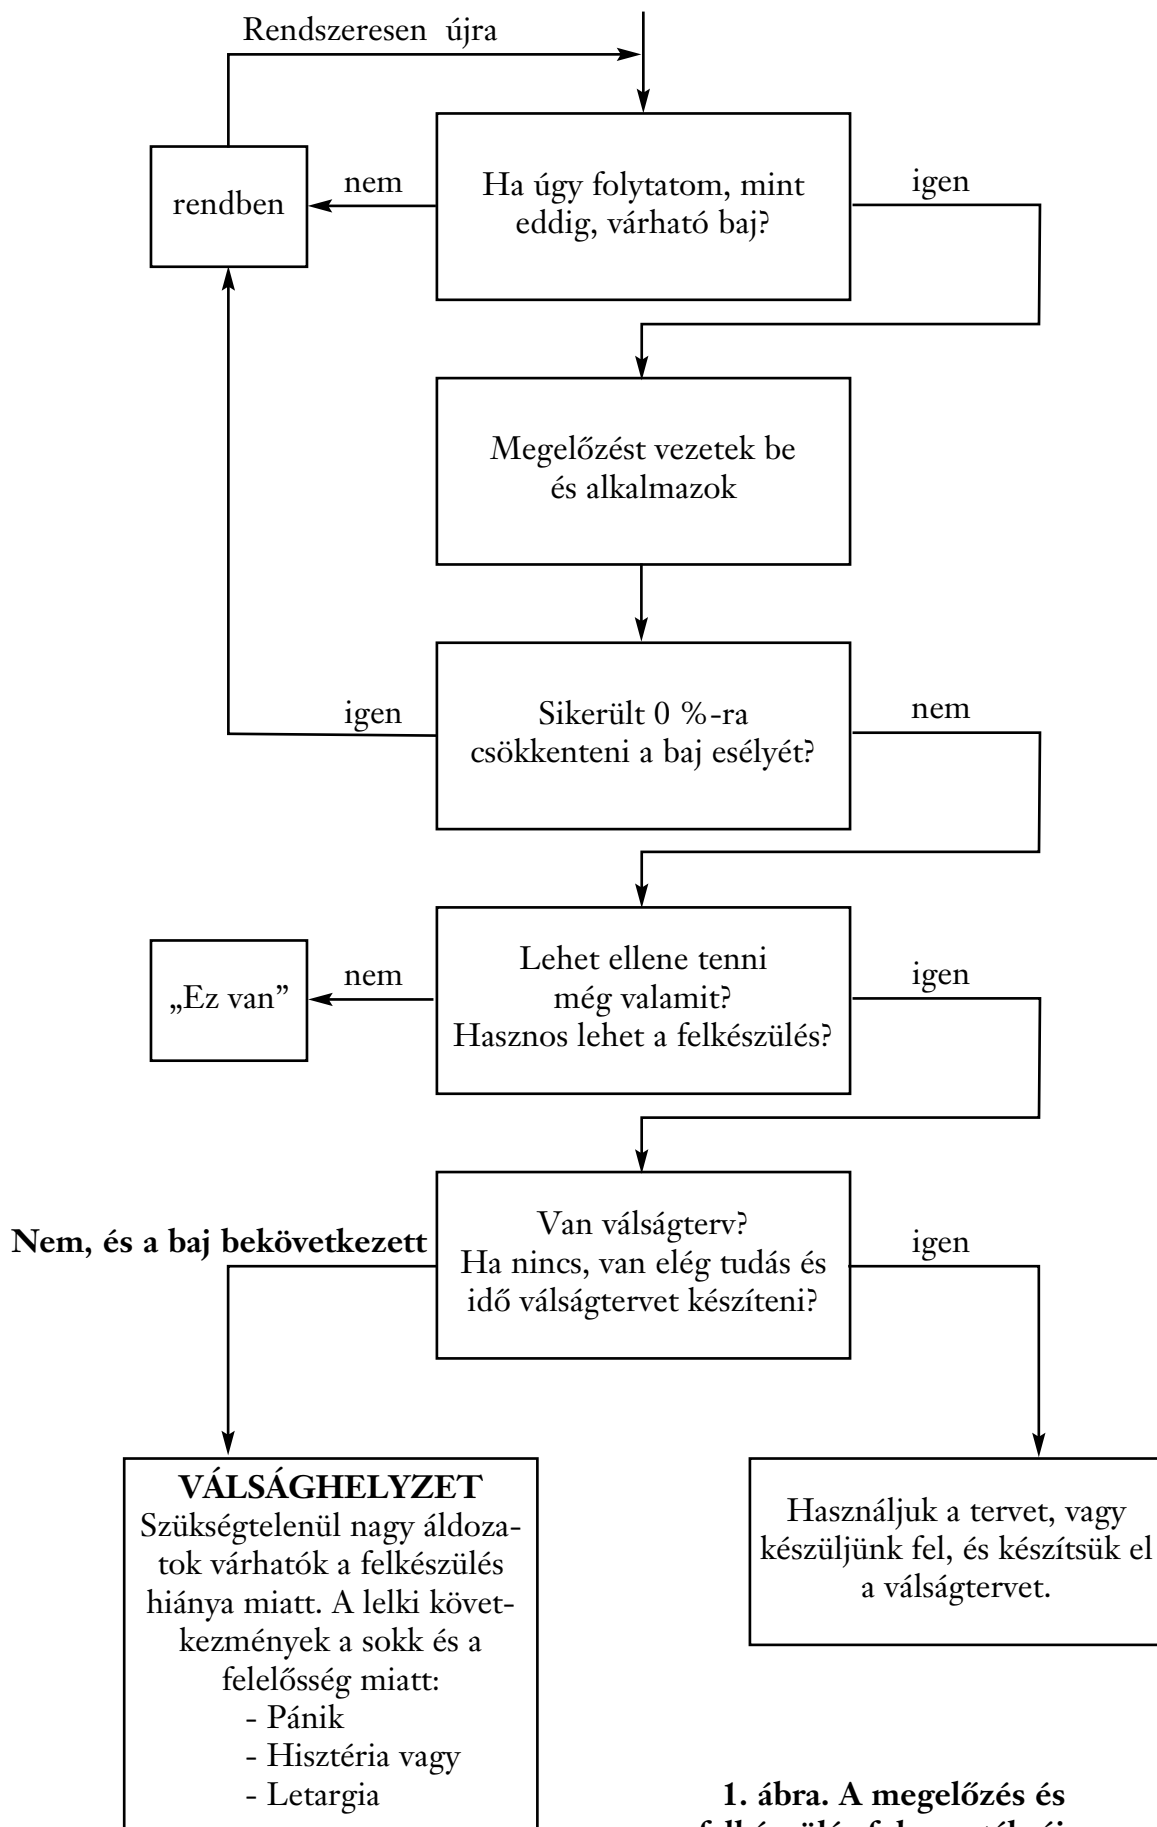 Rendszeresen újra
Ha úgy folytatom, mint
eddig, várható baj?
nem
igen
rendben
Megelőzést vezetek be
és alkalmazok
Sikerült 0 %-ra
csökkenteni a baj esélyét?
igen
nem
Lehet ellene tenni
még valamit?
Hasznos lehet a felkészülés?
nem
igen
„Ez van”
Van válságterv?
Ha nincs, van elég tudás és
idő válságtervet készíteni?
Nem, és a baj bekövetkezett
igen
VÁLSÁGHELYZET
Szükségtelenül nagy áldoza-
tok várhatók a felkészülés
hiánya miatt. A lelki követ-
kezmények a sokk és a
felelősség miatt:
- Pánik
- Hisztéria vagy
- Letargia
Használjuk a tervet, vagy
készüljünk fel, és készítsük el
a válságtervet.
1. ábra. A megelőzés és